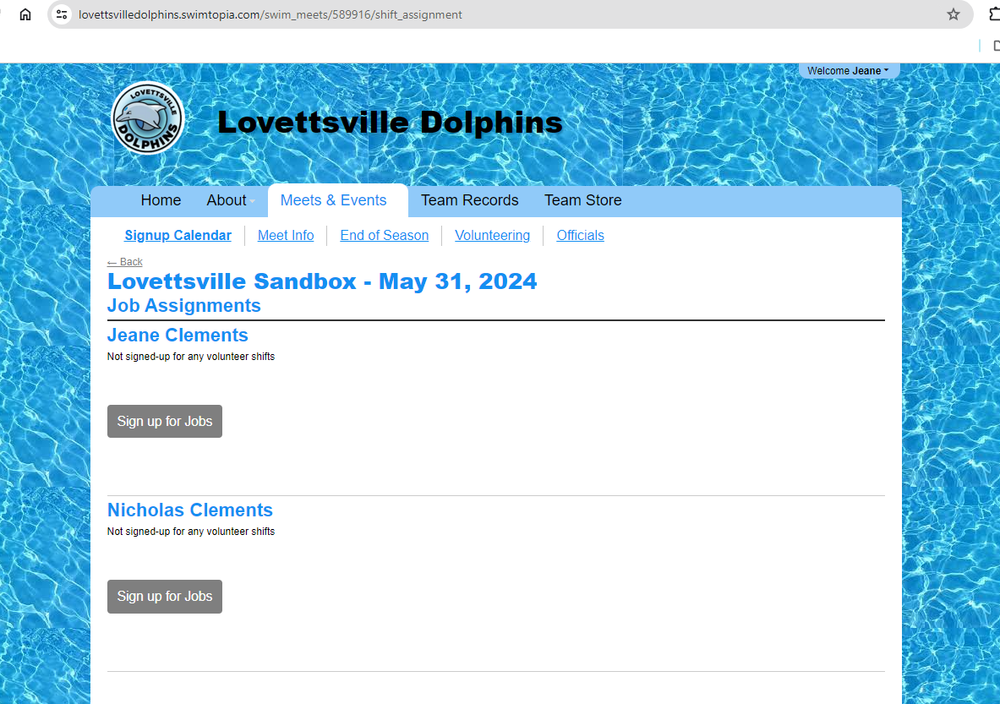 lovettsvilledolphins.swimtopia.com/swim_meets/589916/shift_assignment
Welcome Jeane
LOVETTSVILLE
DOLPHINS
Lovettsville Dolphins
Home About Meets & Events Team Records Team Store
Signup Calendar Meet Info End of Season Volunteering Officials
← Back
Lovettsville Sandbox - May 31, 2024
Job Assignments
Jeane Clements
Not signed-up for any volunteer shifts
Sign up for Jobs
Nicholas Clements
Not signed-up for any volunteer shifts
Sign up for Jobs